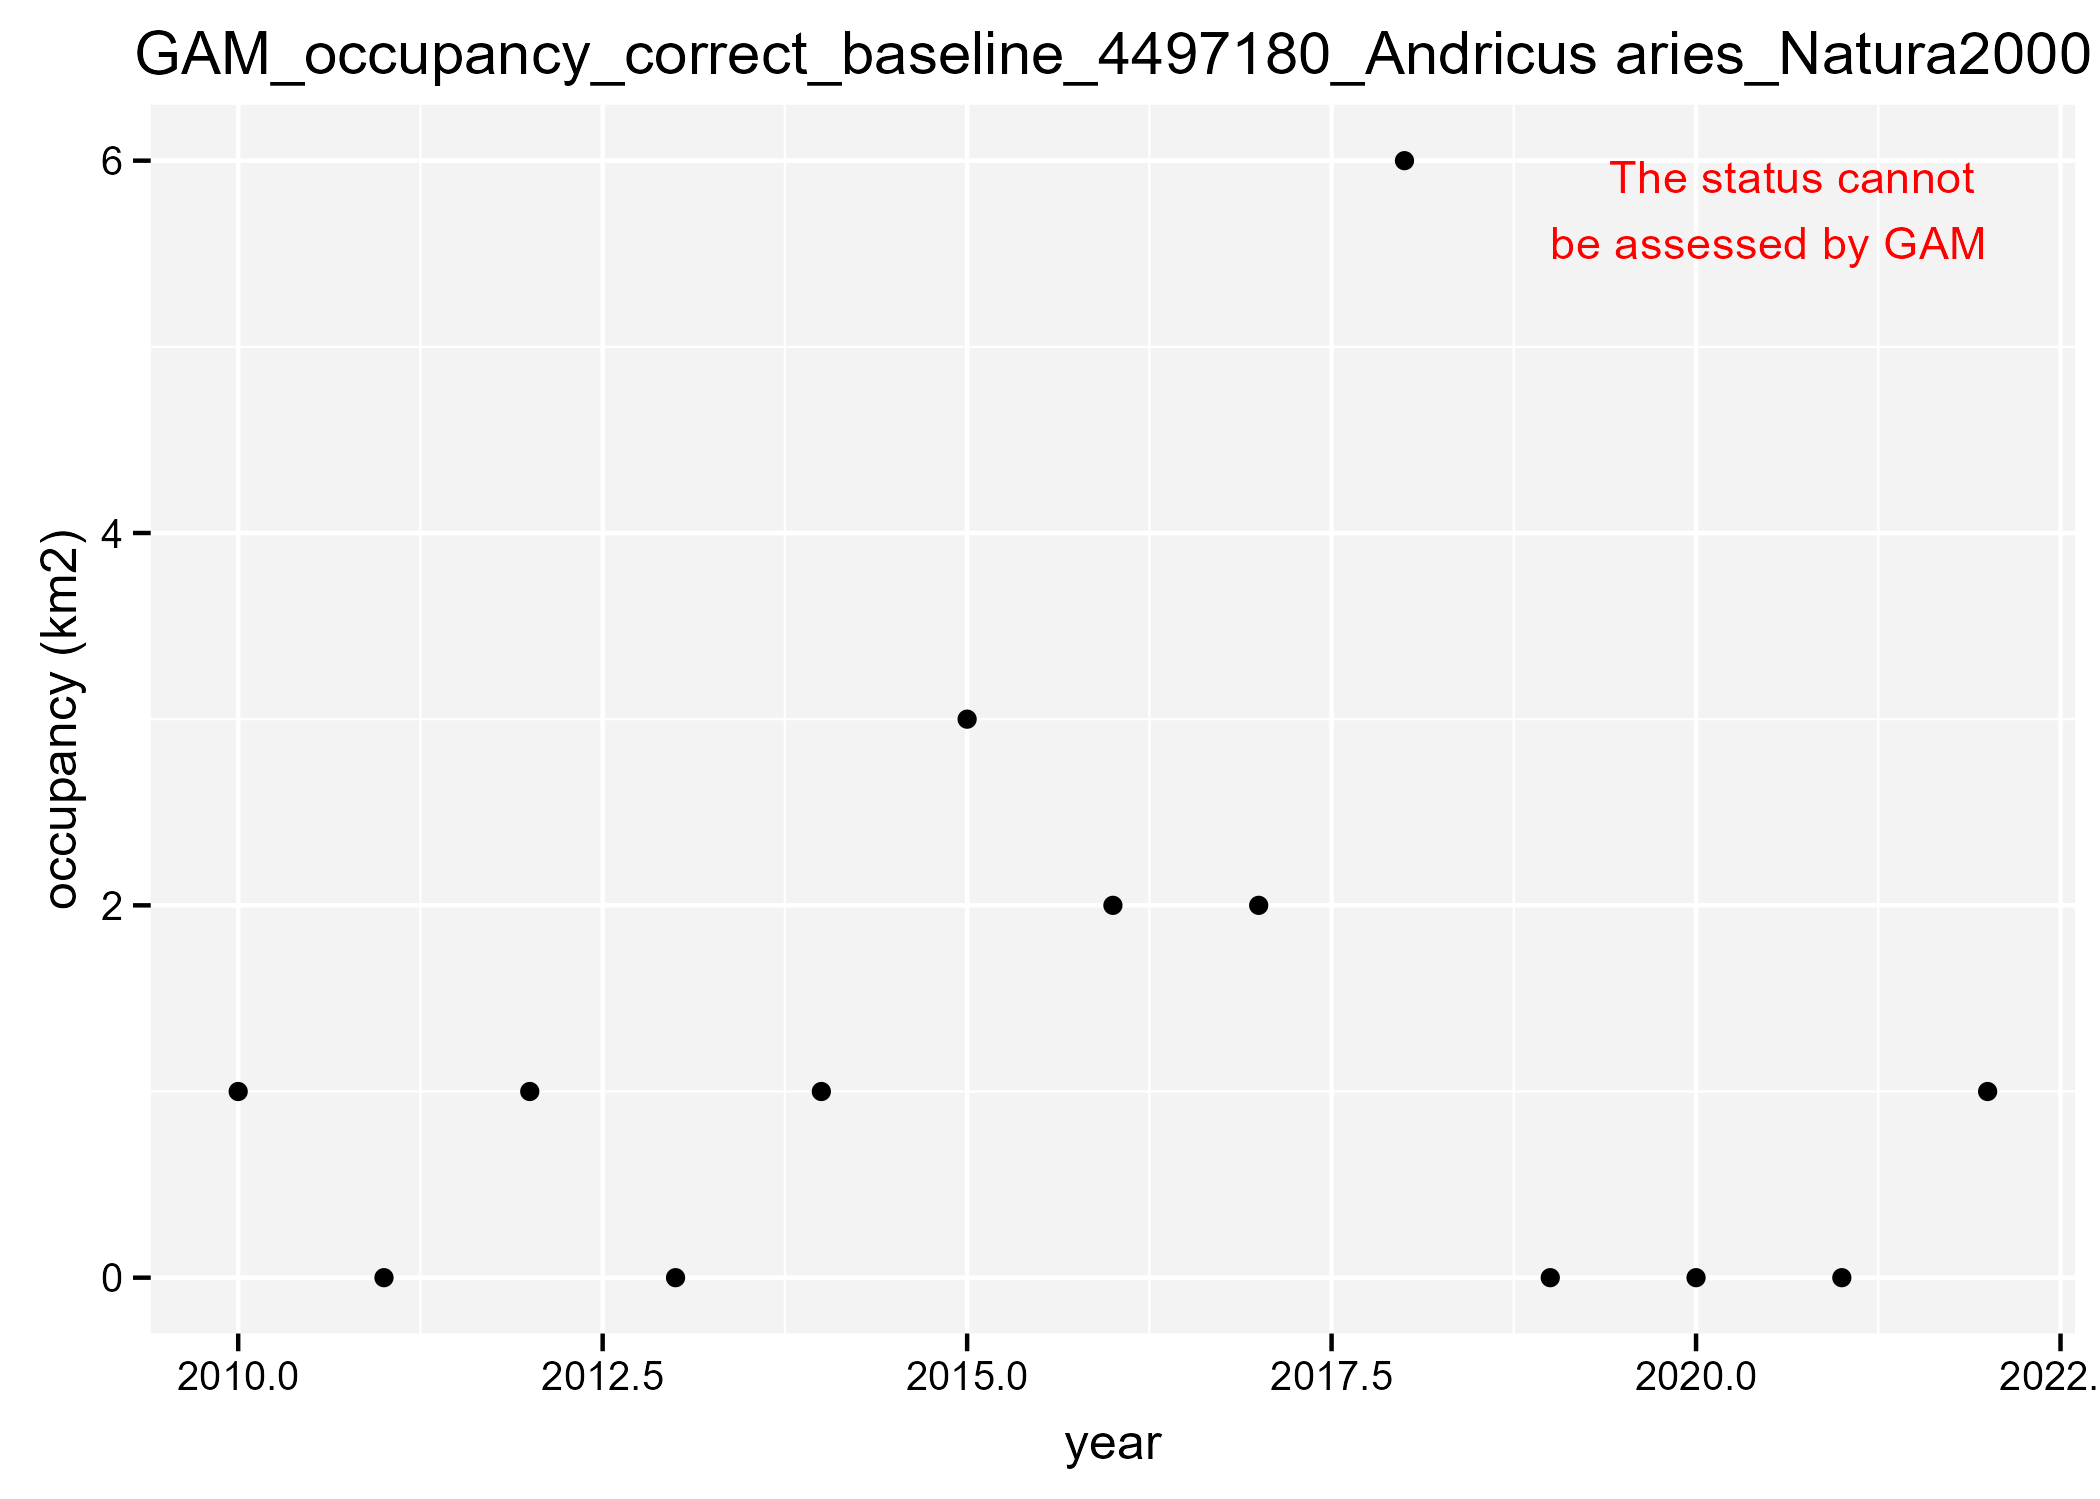 GAM_occupancy_correct_baseline_4497180_Andricus aries_Natura2000
6
The status cannot
be assessed by GAM
4
occupancy (km2)
2
0
2010.0 2012.5 2015.0 2017.5 2020.0 2022.
year